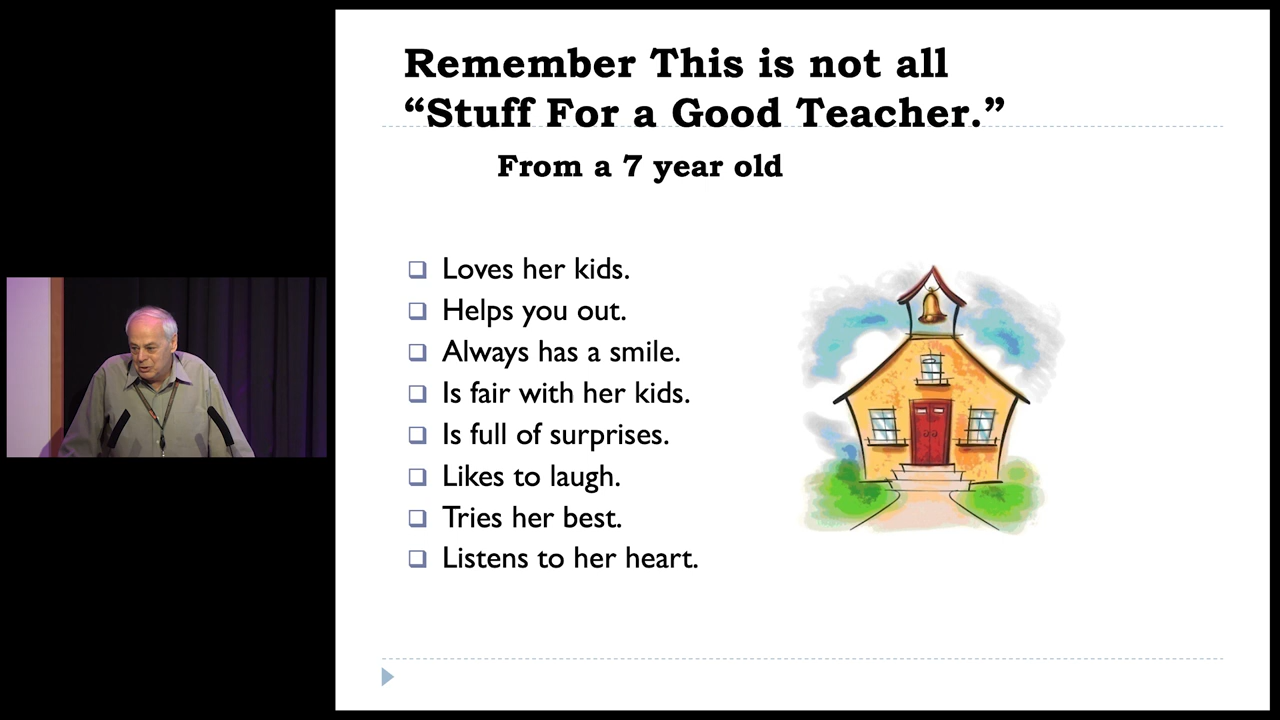 Remember This is not all
“Stuff For a Good Teacher.”
From a 7 year old
Loves her kids.
Helps you out.
Always has a smile.
Is fair with her kids.
Is full of surprises.
Likes to laugh.
Tries her best.
Listens to her heart.